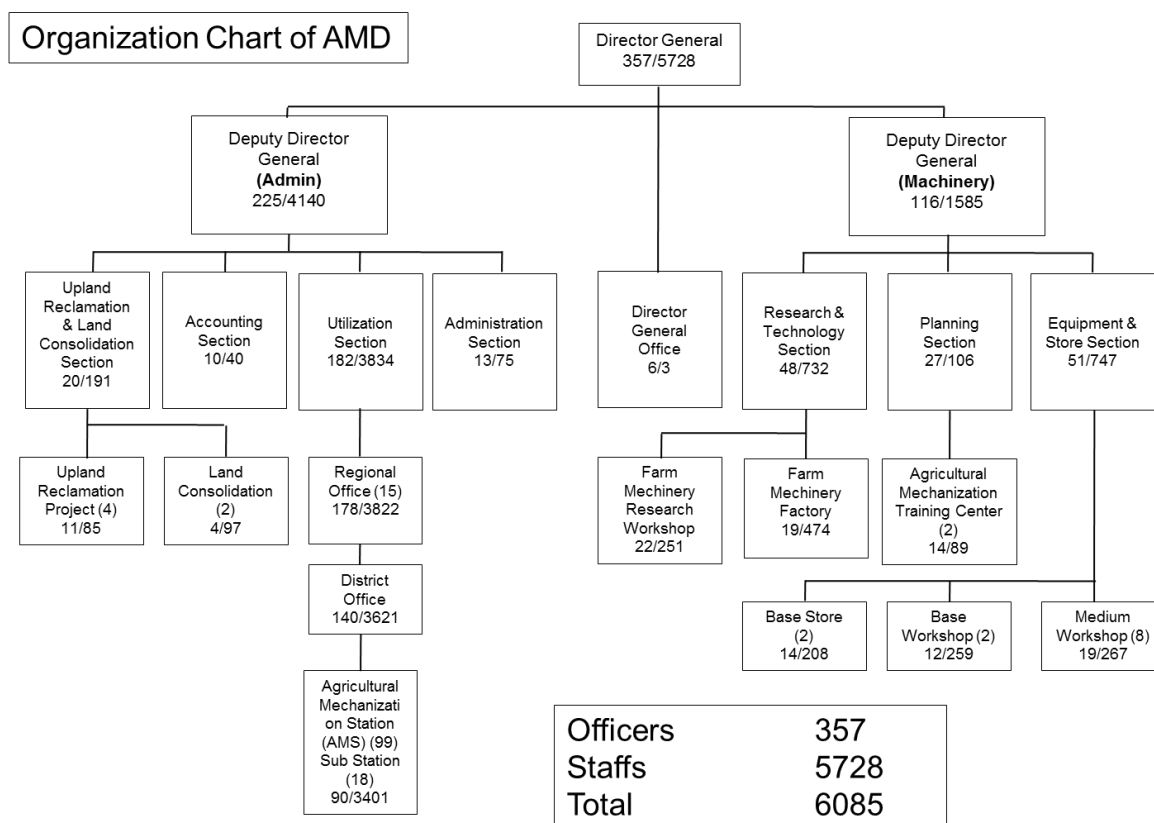 Organization Chart of AMD
Director General
357/5728
Deputy Director
General
(Admin)
225/4140
Deputy Director
General
(Machinery)
116/1585
Upland
Reclamation
& Land
Consolidation
Section
20/191
Accounting
Section
10/40
Utilization
Section
182/3834
Administration
Section
13/75
Director
General
Office
6/3
Research &
Technology
Section
48/732
Planning
Section
27/106
Equipment &
Store Section
51/747
Upland
Reclamation
Project (4)
11/85
Land
Consolidation
(2)
4/97
Regional
Office (15)
178/3822
Farm
Mechinery
Research
Workshop
22/251
Farm
Mechinery
Factory
19/474
Agricultural
Mechanization
Training Center
(2)
14/89
District
Office
140/3621
Base Store
(2)
14/208
Base
Workshop (2)
12/259
Medium
Workshop (8)
19/267
Agricultural
Mechanizati
on Station
(AMS) (99)
Sub Station
(18)
90/3401
Officers 357
Staffs 5728
Total 6085